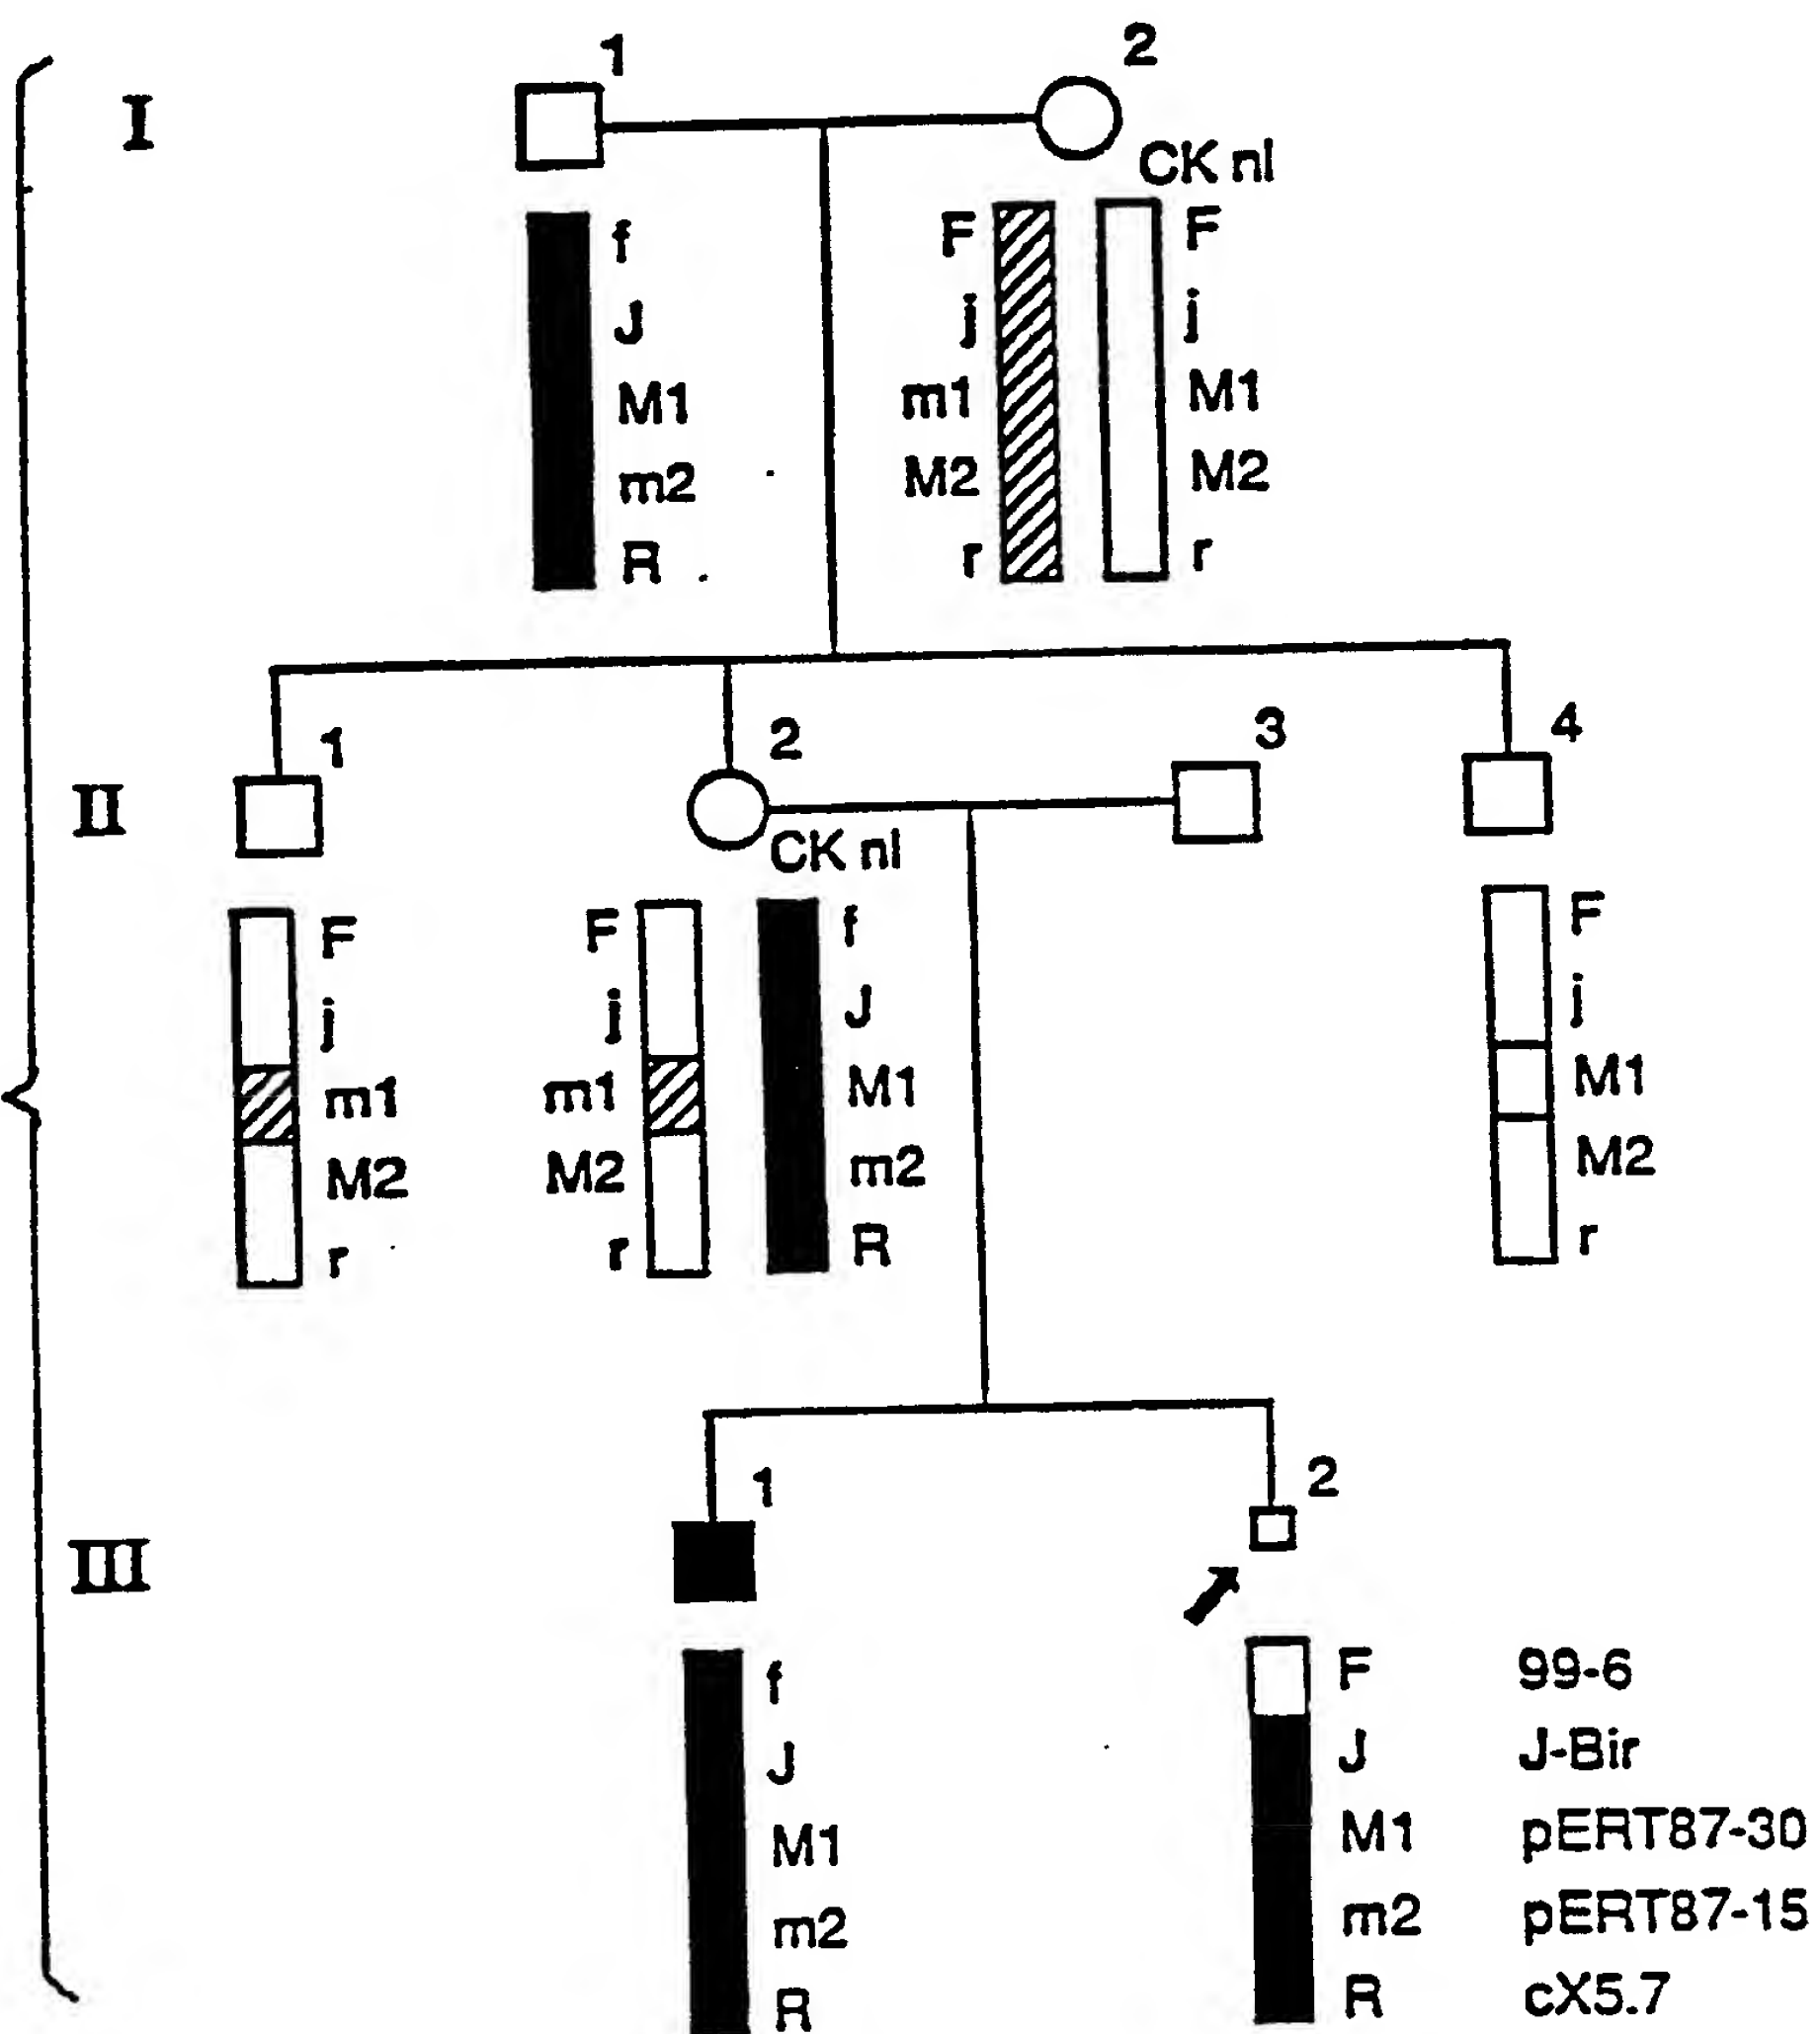 1 2
I
CK nl
f F F
J j j
M1 m1 M1
m2 M2 M2
R r r
1 2 3 4
II
CK nl
F F f F
j j J j
m1 m1 M1 M1
M2 M2 m2 M2
r r R r
1 2
III
f F 99-6
J J J-Bir
M1 M1 pERT87-30
m2 m2 pERT87-15
R R cX5.7